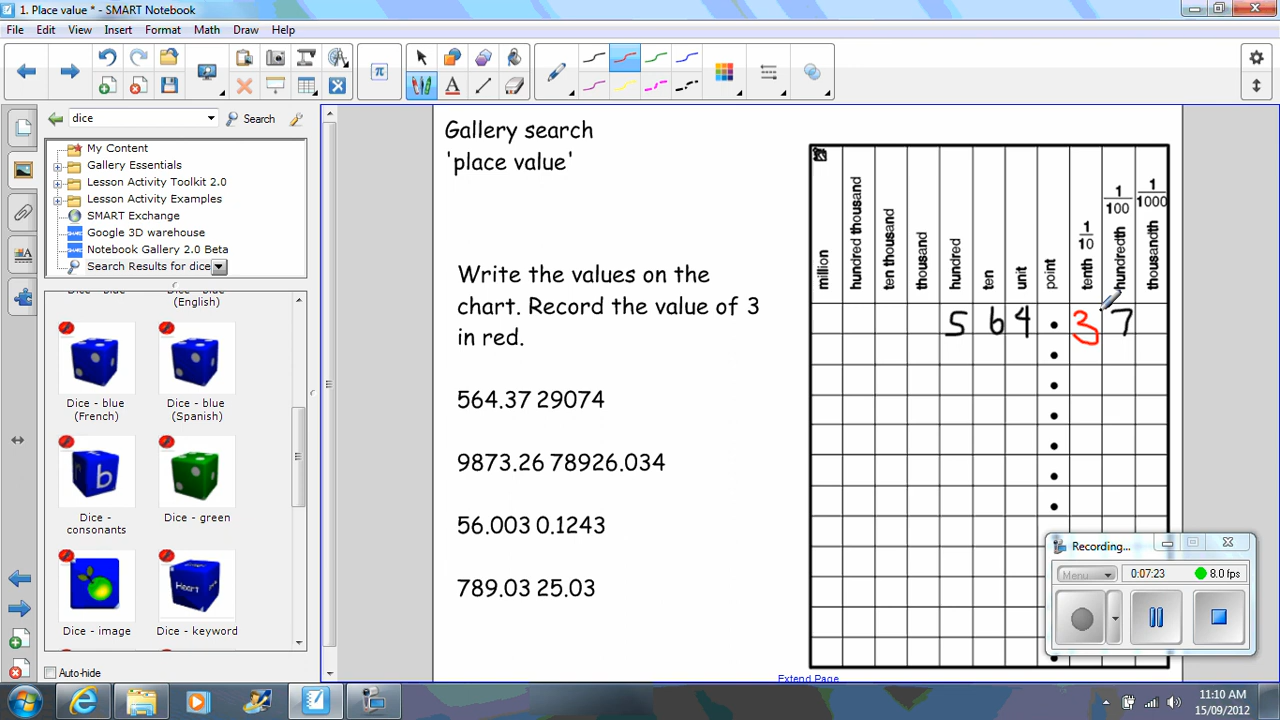 1. Place value * - SMART Notebook
File Edit View Insert Format Math Draw Help
π
A
dice
Search
My Content
Gallery Essentials
Lesson Activity Toolkit 2.0
Lesson Activity Examples
SMART Exchange
Google 3D warehouse
Notebook Gallery 2.0 Beta
Search Results for dice
(English)
Dice - blue
(French)
Dice - blue
(Spanish)
b
Dice -
consonants
Dice - green
Dice - image
Heart
Dice - keyword
Auto-hide
Gallery search
'place value'
Write the values on the
chart. Record the value of 3
in red.
564.37 29074
9873.26 78926.034
56.003 0.1243
789.03 25.03
million
hundred thousand
ten thousand
thousand
hundred
ten
unit
point
tenth 1/10
hundredth 1/100
thousandth 1/1000
5 6 4 . 3 7
Extend Page
Recording...
Menu
0:07:23
8.0 fps
11:10 AM
15/09/2012